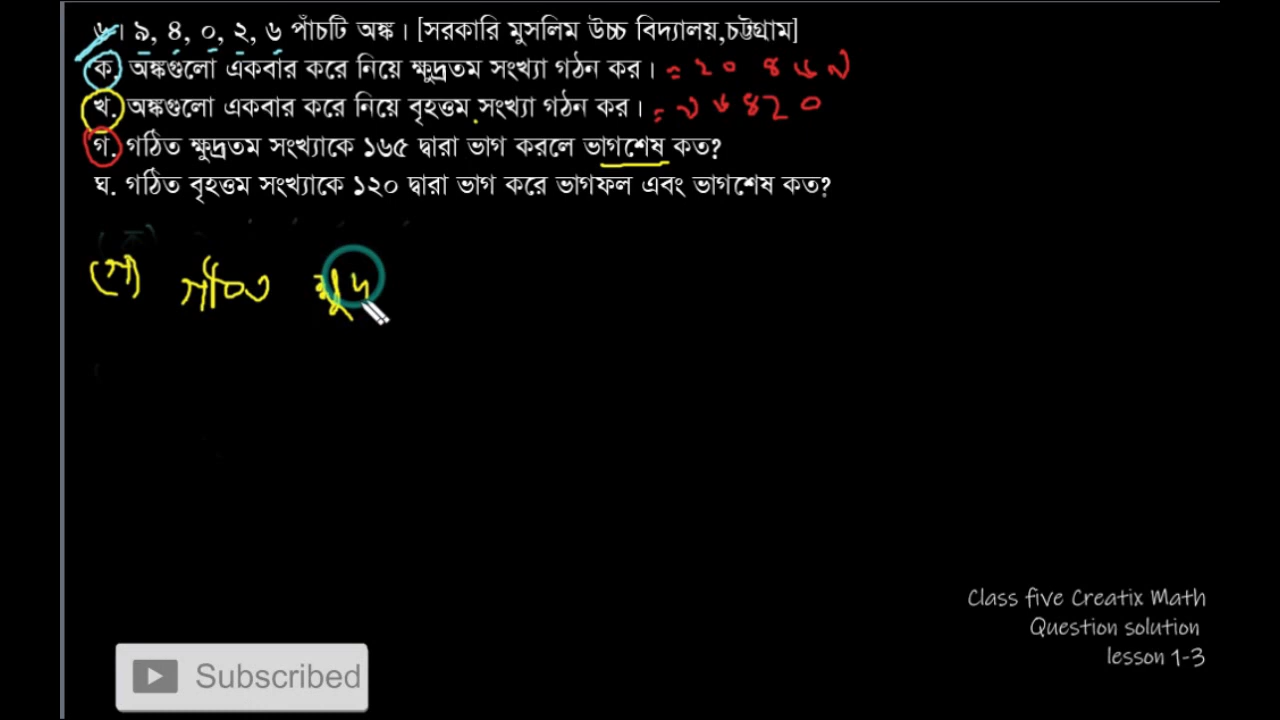 ৬। ৯, ৪, ০, ২, ৬ পাঁচটি অঙ্ক। [সরকারি মুসলিম উচ্চ বিদ্যালয়,চট্টগ্রাম]
ক. অঙ্কগুলো একবার করে নিয়ে ক্ষুদ্রতম সংখ্যা গঠন কর। = ২০৪৬৯
খ. অঙ্কগুলো একবার করে নিয়ে বৃহত্তম সংখ্যা গঠন কর। = ৯৬৪২০
গ. গঠিত ক্ষুদ্রতম সংখ্যাকে ১৬৫ দ্বারা ভাগ করলে ভাগশেষ কত?
ঘ. গঠিত বৃহত্তম সংখ্যাকে ১২০ দ্বারা ভাগ করে ভাগফল এবং ভাগশেষ কত?
(গ) গঠিত ক্ষুদ
Class five Creatix Math
Question solution
lesson 1-3
Subscribed